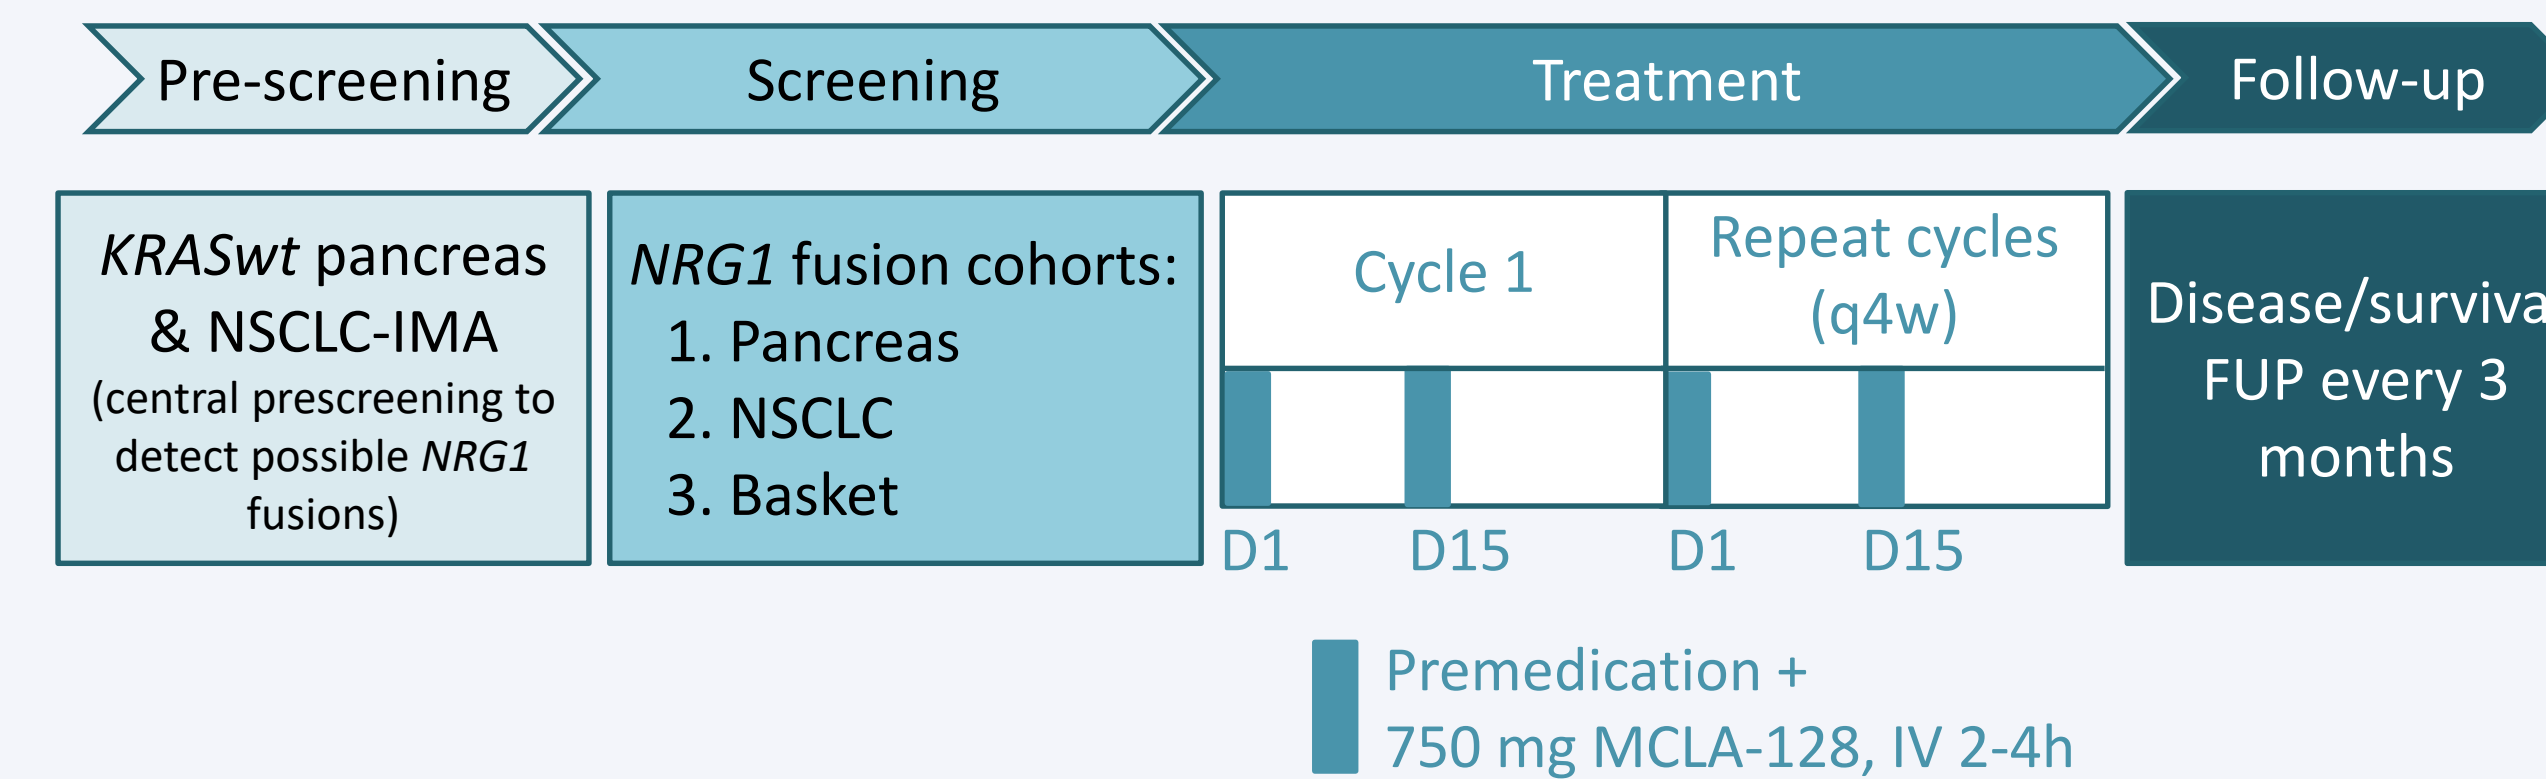 Pre-screening
Screening
Treatment
Follow-up
KRASwt pancreas
& NSCLC-IMA
(central prescreening to
detect possible NRG1
fusions)
NRG1 fusion cohorts:
1. Pancreas
2. NSCLC
3. Basket
Cycle 1
Repeat cycles
(q4w)
D1
D15
D1
D15
Premedication +
750 mg MCLA-128, IV 2-4h
Disease/surviva
FUP every 3
months